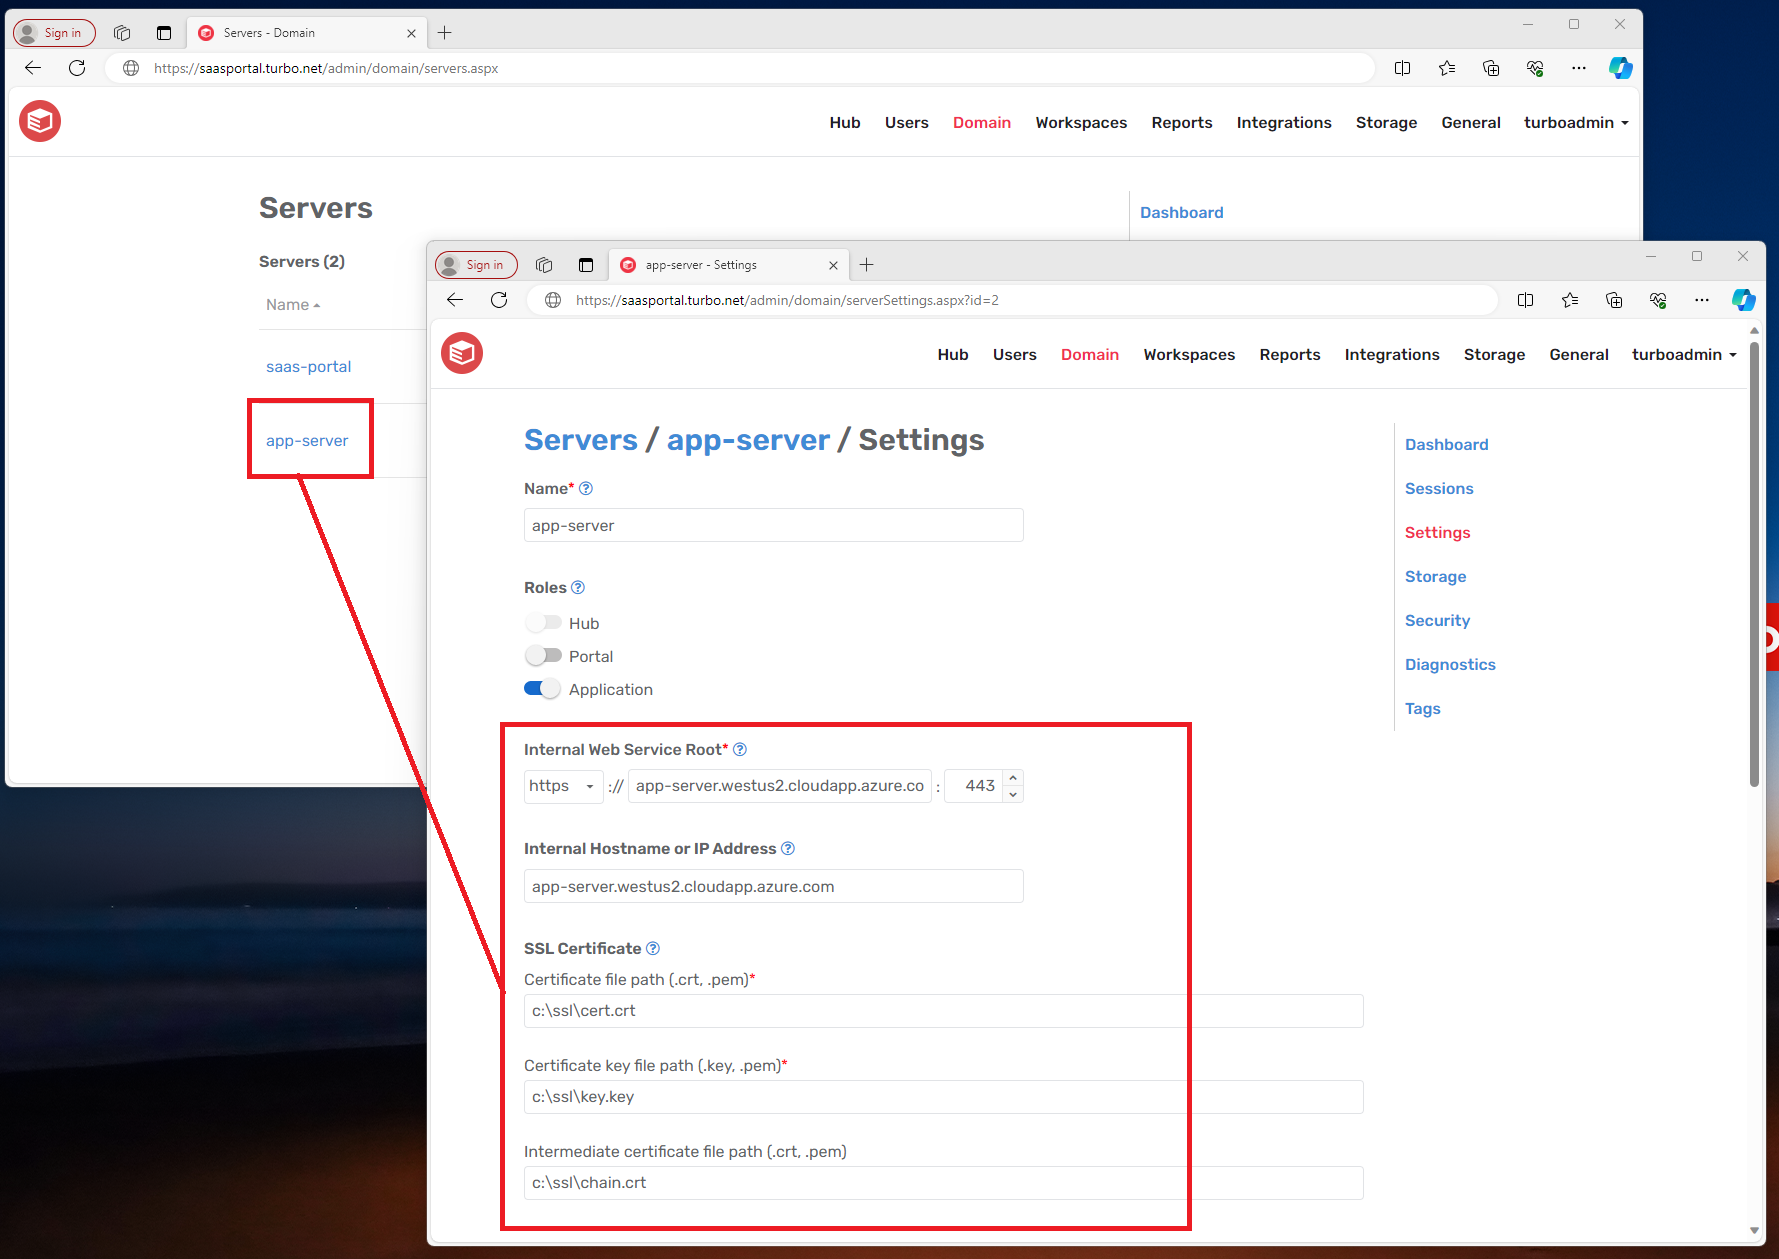 Sign in
Servers - Domain
https://saasportal.turbo.net/admin/domain/servers.aspx
Hub Users Domain Workspaces Reports Integrations Storage General turboadmin
Servers
Dashboard
Servers (2)
Name
saas-portal
app-server
Sign in
app-server - Settings
https://saasportal.turbo.net/admin/domain/serverSettings.aspx?id=2
Hub Users Domain Workspaces Reports Integrations Storage General turboadmin
Servers / app-server / Settings
Name*
app-server
Roles
Hub
Portal
Application
Internal Web Service Root*
https :// app-server.westus2.cloudapp.azure.co : 443
Internal Hostname or IP Address
app-server.westus2.cloudapp.azure.com
SSL Certificate
Certificate file path (.crt, .pem)*
c:\ssl\cert.crt
Certificate key file path (.key, .pem)*
c:\ssl\key.key
Intermediate certificate file path (.crt, .pem)
c:\ssl\chain.crt
Dashboard
Sessions
Settings
Storage
Security
Diagnostics
Tags